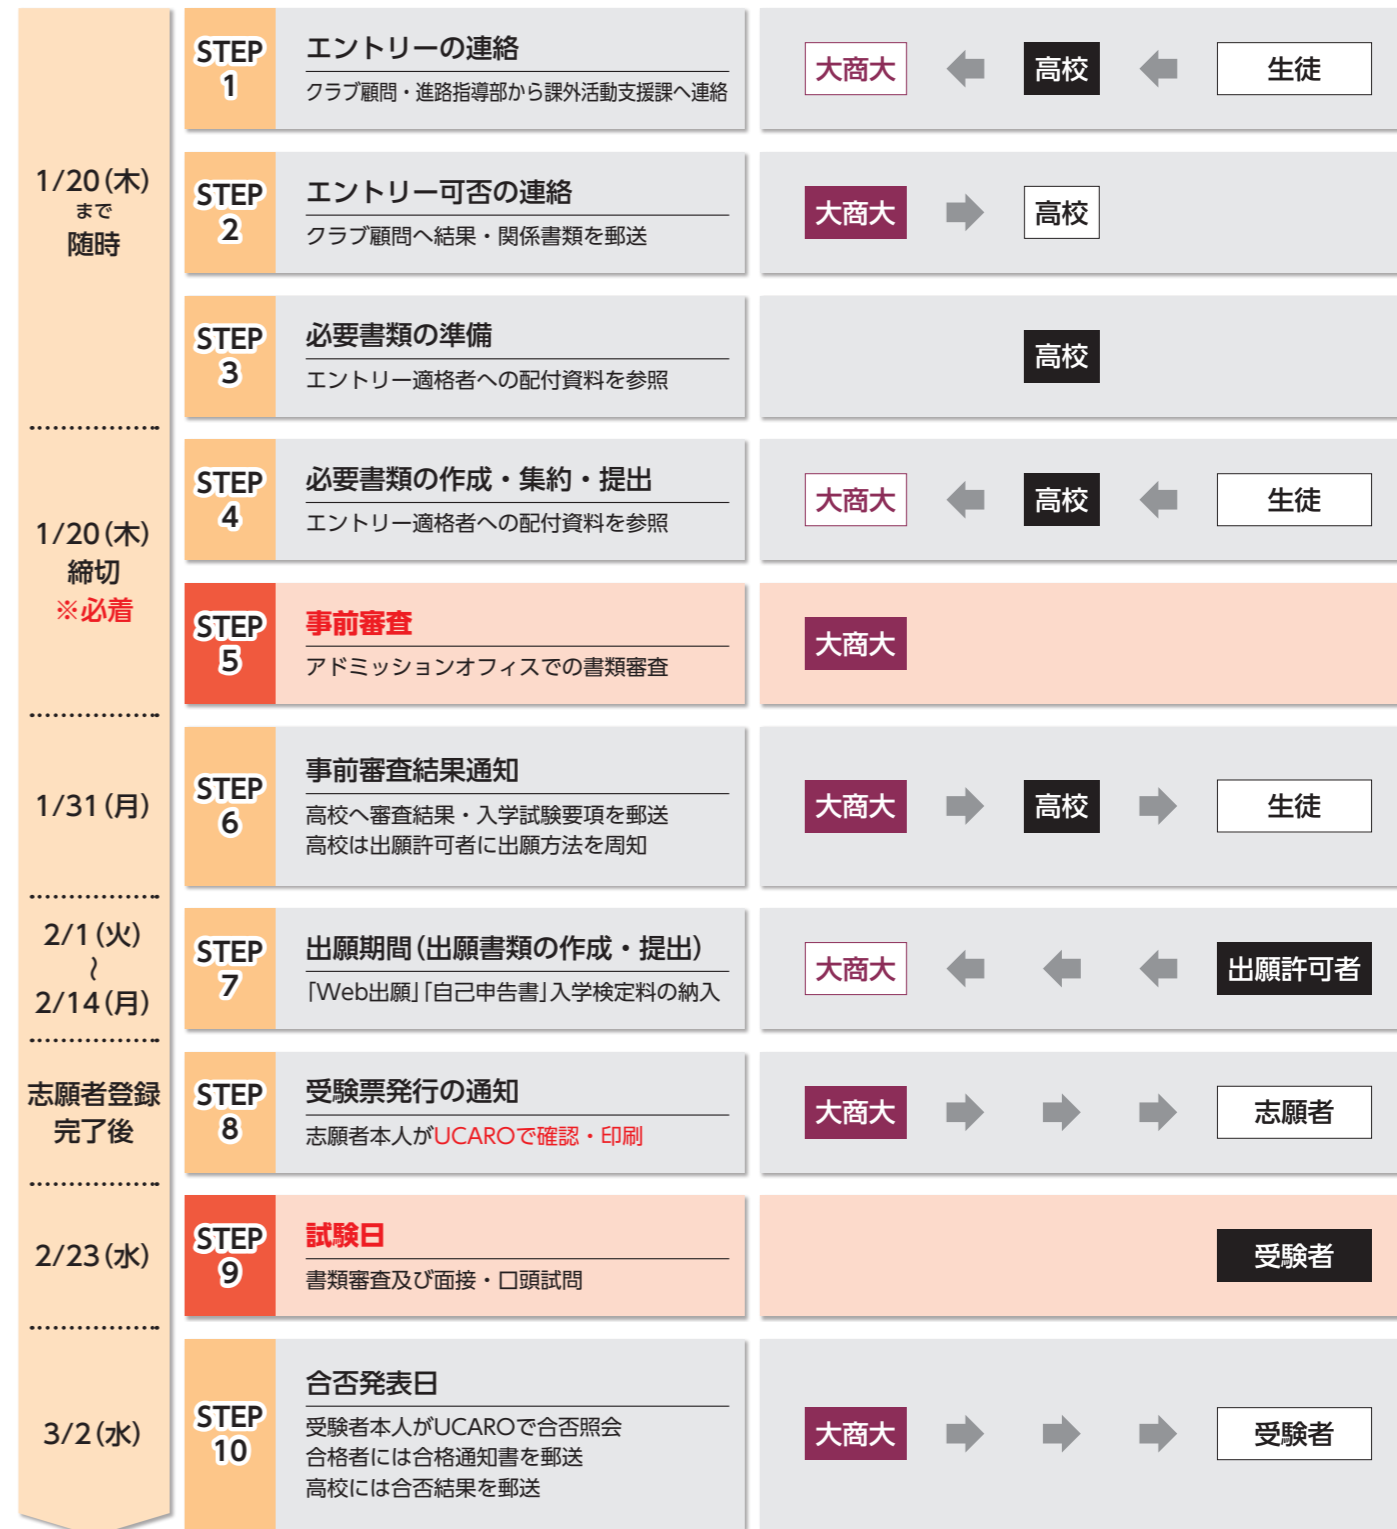 1/20(木)
まで
随時
STEP
1
エントリーの連絡
クラブ顧問・進路指導部から課外活動支援課へ連絡
大商大
高校
生徒
STEP
2
エントリー可否の連絡
クラブ顧問へ結果・関係書類を郵送
大商大
高校
STEP
3
必要書類の準備
エントリー適格者への配付資料を参照
高校
1/20(木)
締切
※必着
STEP
4
必要書類の作成・集約・提出
エントリー適格者への配付資料を参照
大商大
高校
生徒
STEP
5
事前審査
アドミッションオフィスでの書類審査
大商大
1/31(月)
STEP
6
事前審査結果通知
高校へ審査結果・入学試験要項を郵送
高校は出願許可者に出願方法を周知
大商大
高校
生徒
2/1(火)
〜
2/14(月)
STEP
7
出願期間(出願書類の作成・提出)
「Web出願」「自己申告書」入学検定料の納入
大商大
出願許可者
志願者登録
完了後
STEP
8
受験票発行の通知
志願者本人がUCAROで確認・印刷
大商大
志願者
2/23(水)
STEP
9
試験日
書類審査及び面接・口頭試問
受験者
3/2(水)
STEP
10
合否発表日
受験者本人がUCAROで合否照会
合格者には合格通知書を郵送
高校には合否結果を郵送
大商大
受験者